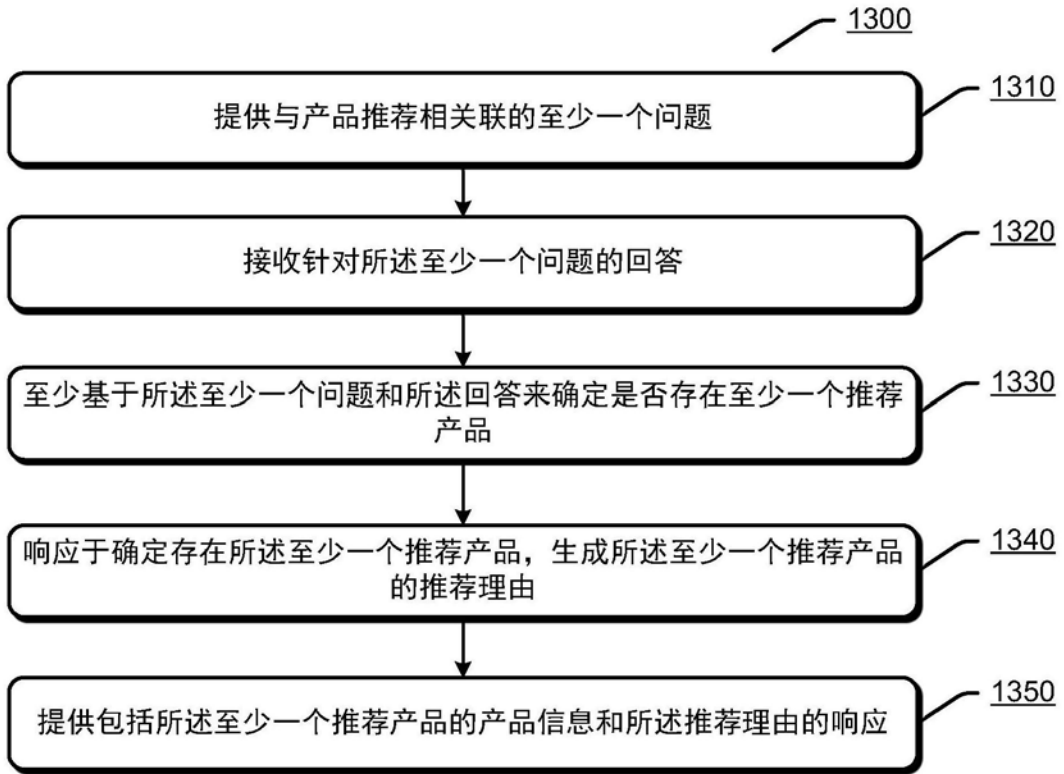 1300
提供与产品推荐相关联的至少一个问题
1310
接收针对所述至少一个问题的回答
1320
至少基于所述至少一个问题和所述回答来确定是否存在至少一个推荐
产品
1330
响应于确定存在所述至少一个推荐产品，生成所述至少一个推荐产品
的推荐理由
1340
提供包括所述至少一个推荐产品的产品信息和所述推荐理由的响应
1350